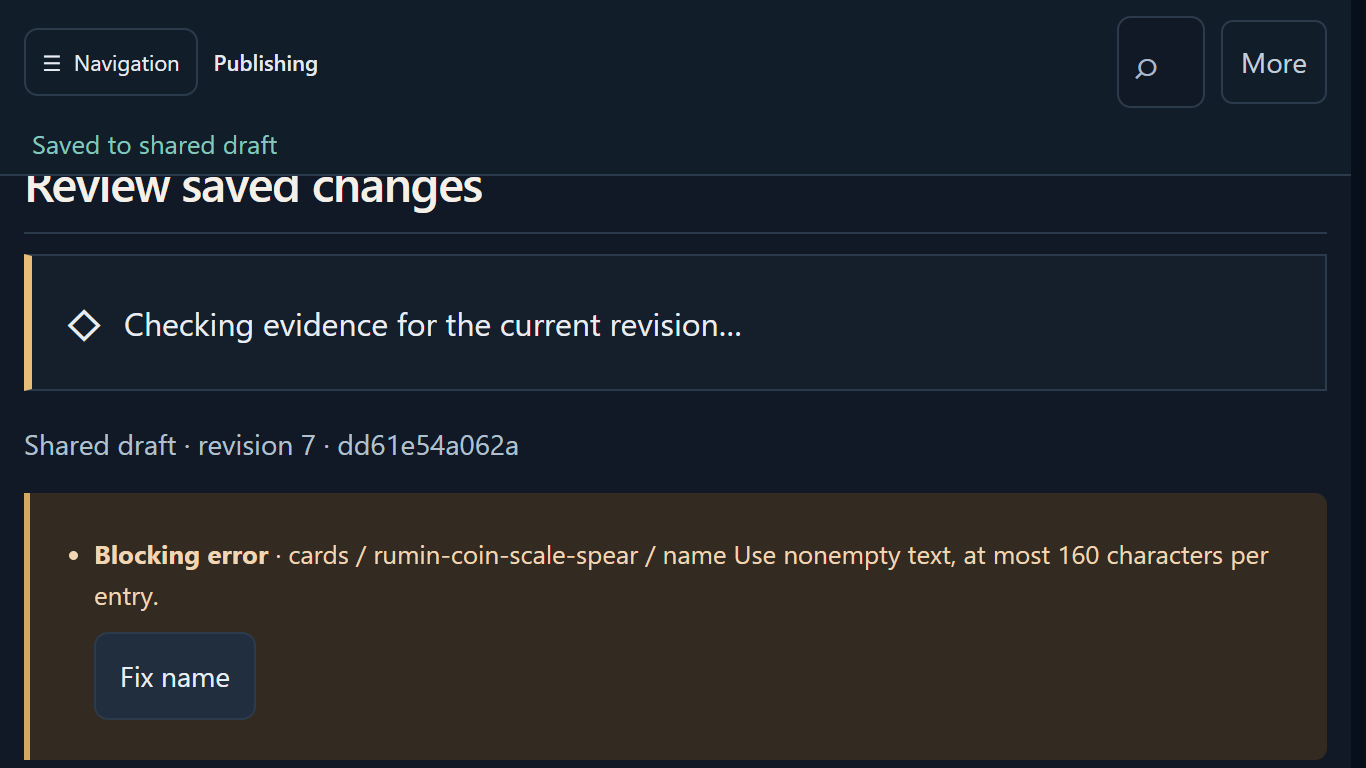 ☰ Navigation
Publishing
More
Saved to shared draft
Review saved changes
Checking evidence for the current revision...
Shared draft · revision 7 · dd61e54a062a
• Blocking error · cards / rumin-coin-scale-spear / name Use nonempty text, at most 160 characters per
entry.
Fix name